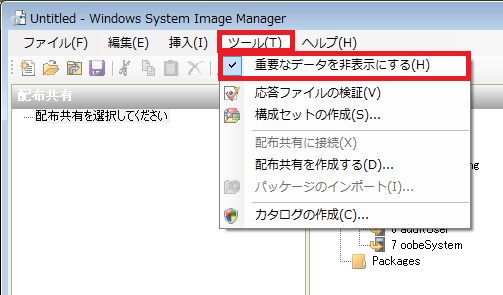 Untitled - Windows System Image Manager
ファイル(F) 編集(E) 挿入(I) ツール(T) ヘルプ(H)
重要なデータを非表示にする(H)
応答ファイルの検証(V)
構成セットの作成(S)...
配布共有に接続(X)
配布共有を作成する(D)...
パッケージのインポート(I)...
カタログの作成(C)...
配布共有
配布共有を選択してください
7 oobeSystem
Packages